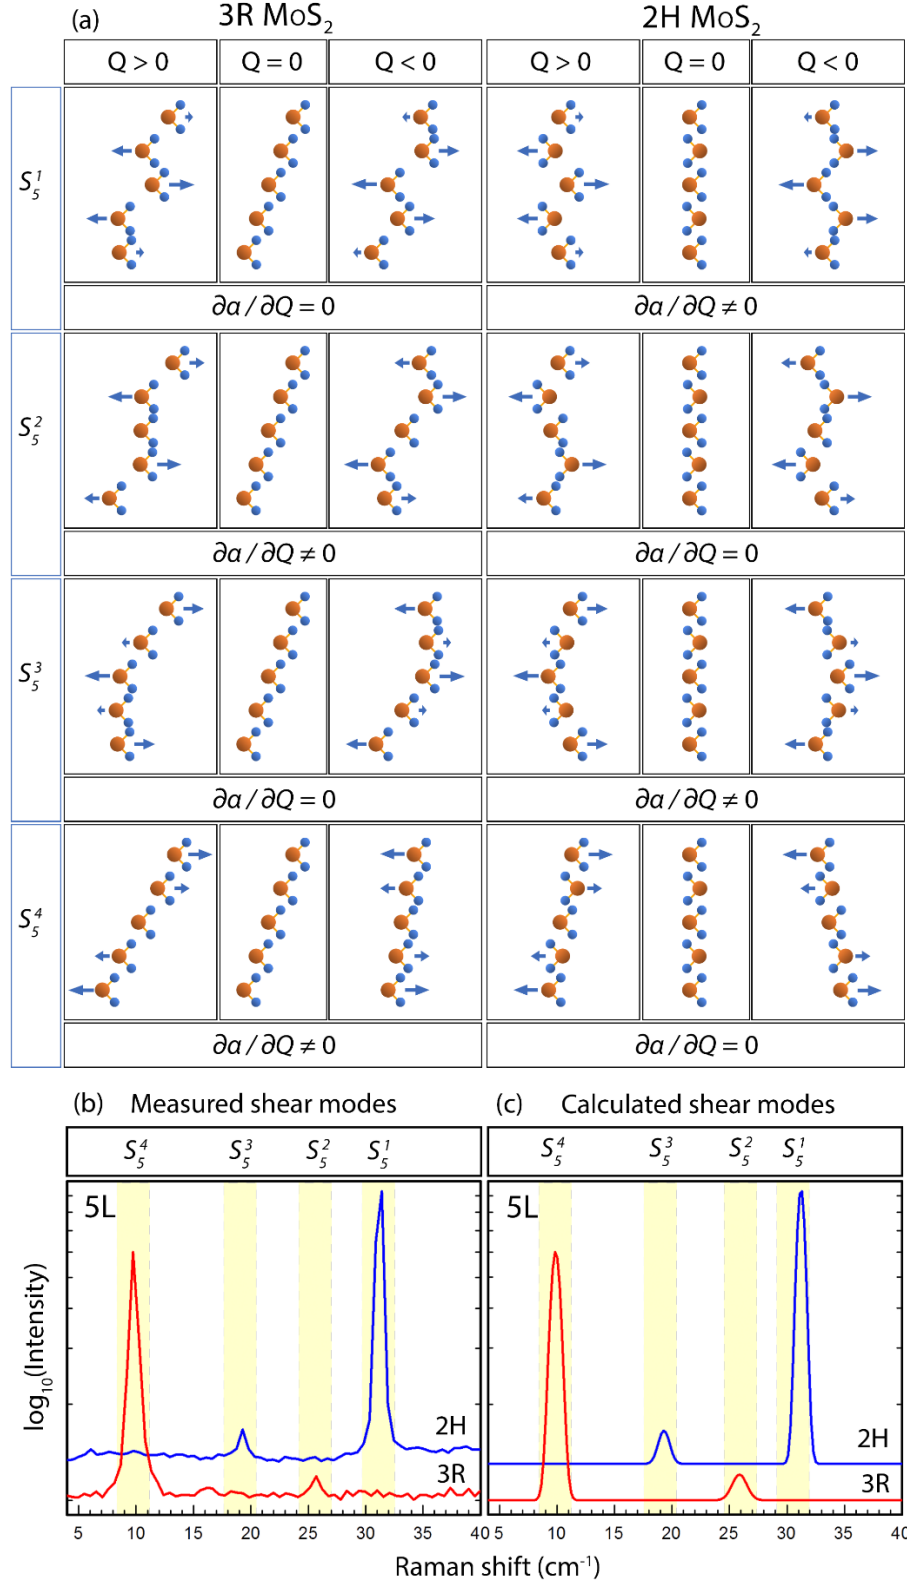 (a) 3R MoS₂ 2H MoS₂
Q > 0 Q = 0 Q < 0 Q > 0 Q = 0 Q < 0
S₅¹
∂α / ∂Q = 0 ∂α / ∂Q ≠ 0
S₅²
∂α / ∂Q ≠ 0 ∂α / ∂Q = 0
S₅³
∂α / ∂Q = 0 ∂α / ∂Q ≠ 0
S₅⁴
∂α / ∂Q ≠ 0 ∂α / ∂Q = 0
(b) Measured shear modes (c) Calculated shear modes
S₅⁴ S₅³ S₅² S₅¹ S₅⁴ S₅³ S₅² S₅¹
5L 5L
log₁₀(Intensity)
2H 2H
3R 3R
5 10 15 20 25 30 35 40 5 10 15 20 25 30 35 40
Raman shift (cm⁻¹)